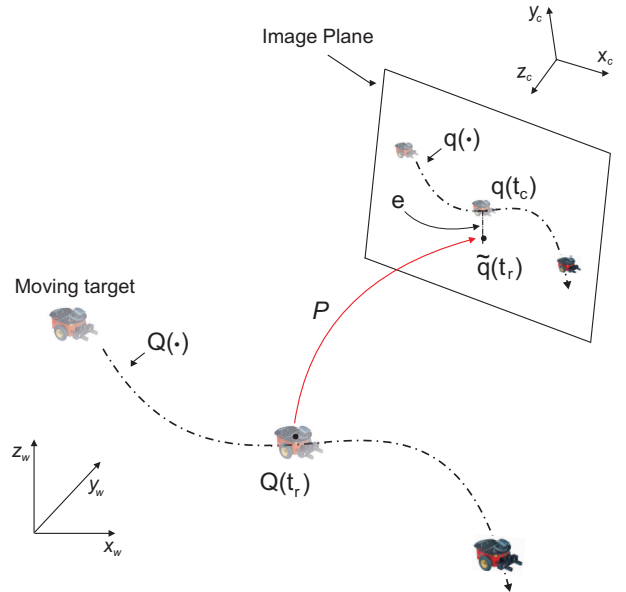 y_c
Image Plane
x_c
z_c
q(•)
q(t_c)
e
q̃(t_r)
Moving target
P
Q(•)
z_w
y_w
Q(t_r)
x_w